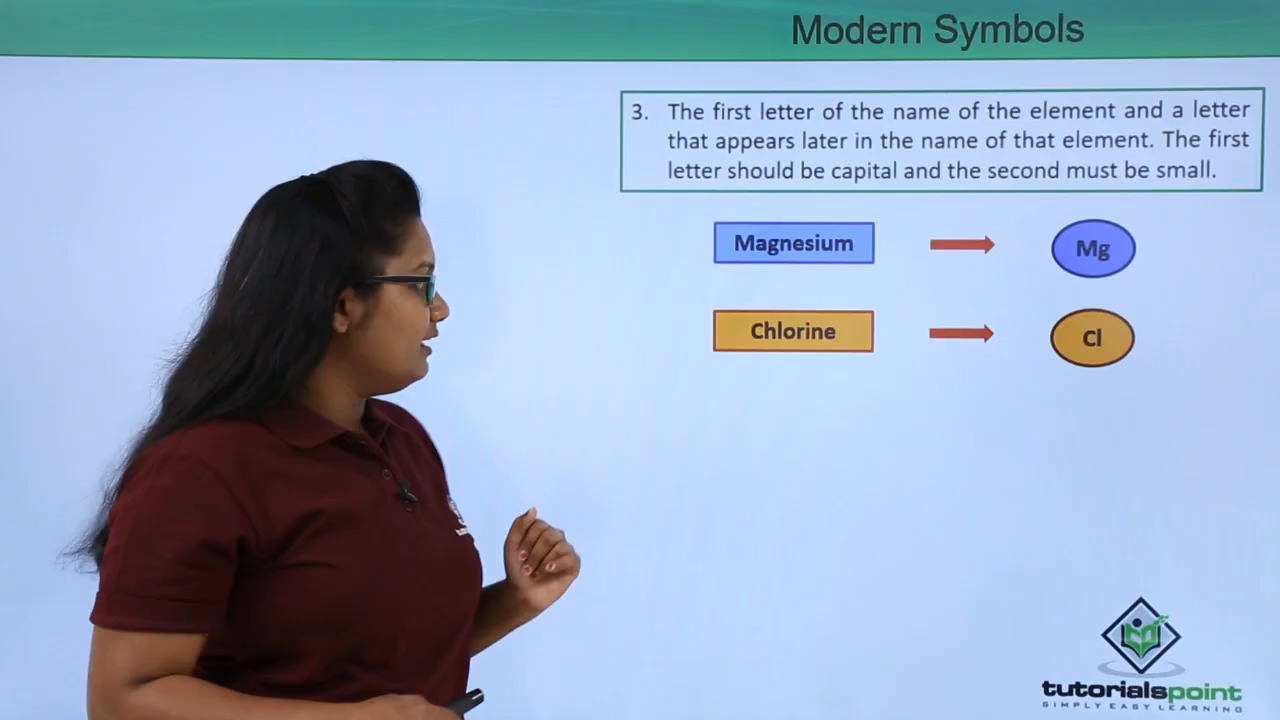 Modern Symbols
3. The first letter of the name of the element and a letter
that appears later in the name of that element. The first
letter should be capital and the second must be small.
Magnesium Mg
Chlorine Cl
tutorialspoint
SIMPLY EASY LEARNING